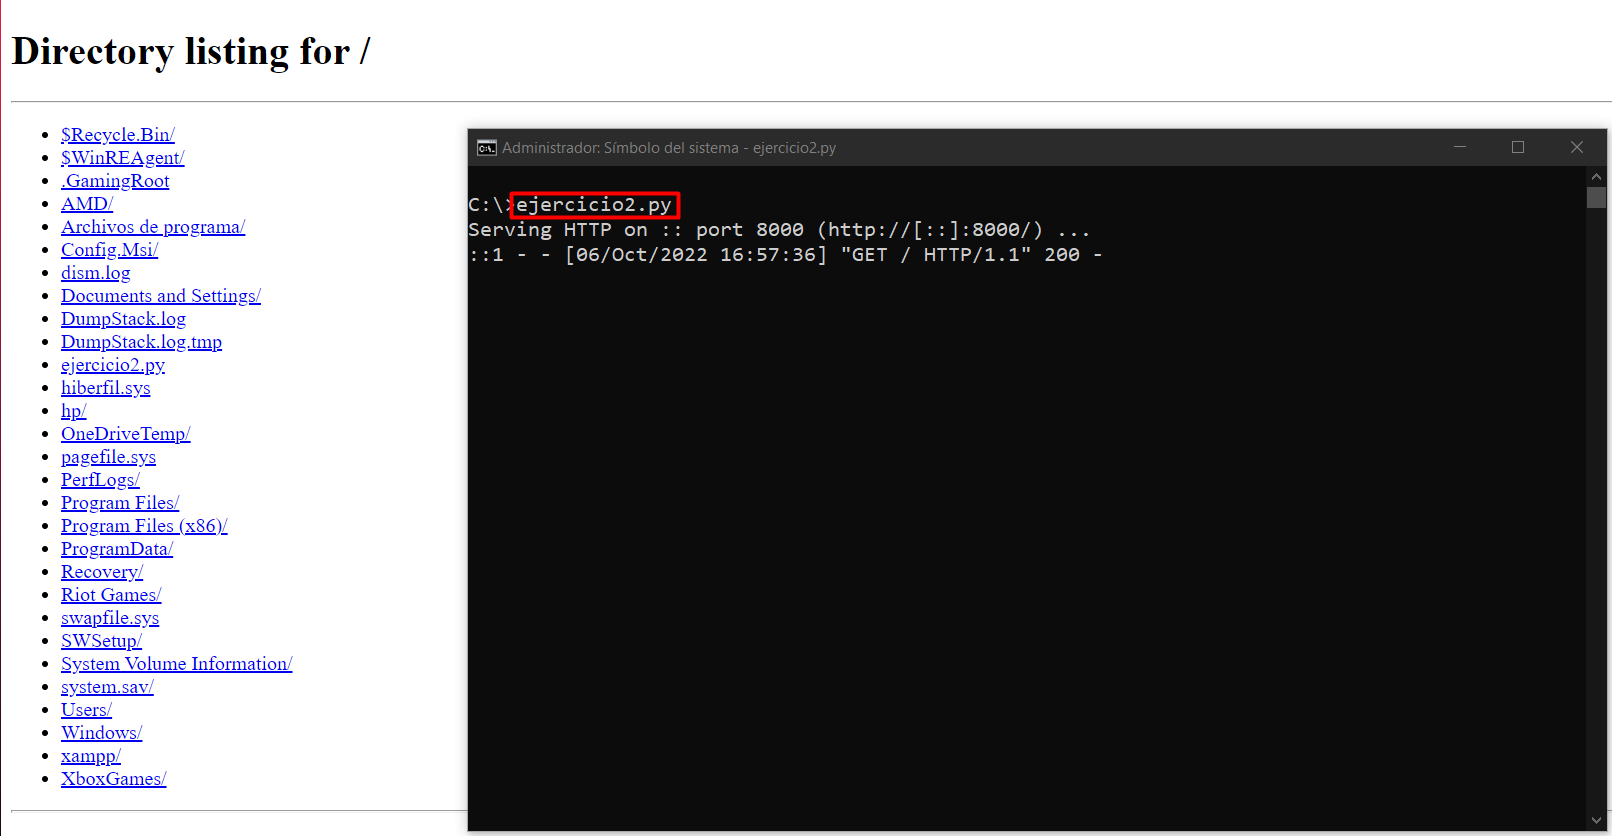 Directory listing for /
$Recycle.Bin/
$WinREAgent/
.GamingRoot
AMD/
Archivos de programa/
Config.Msi/
dism.log
Documents and Settings/
DumpStack.log
DumpStack.log.tmp
ejercicio2.py
hiberfil.sys
hp/
OneDriveTemp/
pagefile.sys
PerfLogs/
Program Files/
Program Files (x86)/
ProgramData/
Recovery/
Riot Games/
swapfile.sys
SWSetup/
System Volume Information/
system.sav/
Users/
Windows/
xampp/
XboxGames/
Administrador: Símbolo del sistema - ejercicio2.py
C:\>ejercicio2.py
Serving HTTP on :: port 8000 (http://[::]:8000/) ...
::1 - - [06/Oct/2022 16:57:36] "GET / HTTP/1.1" 200 -